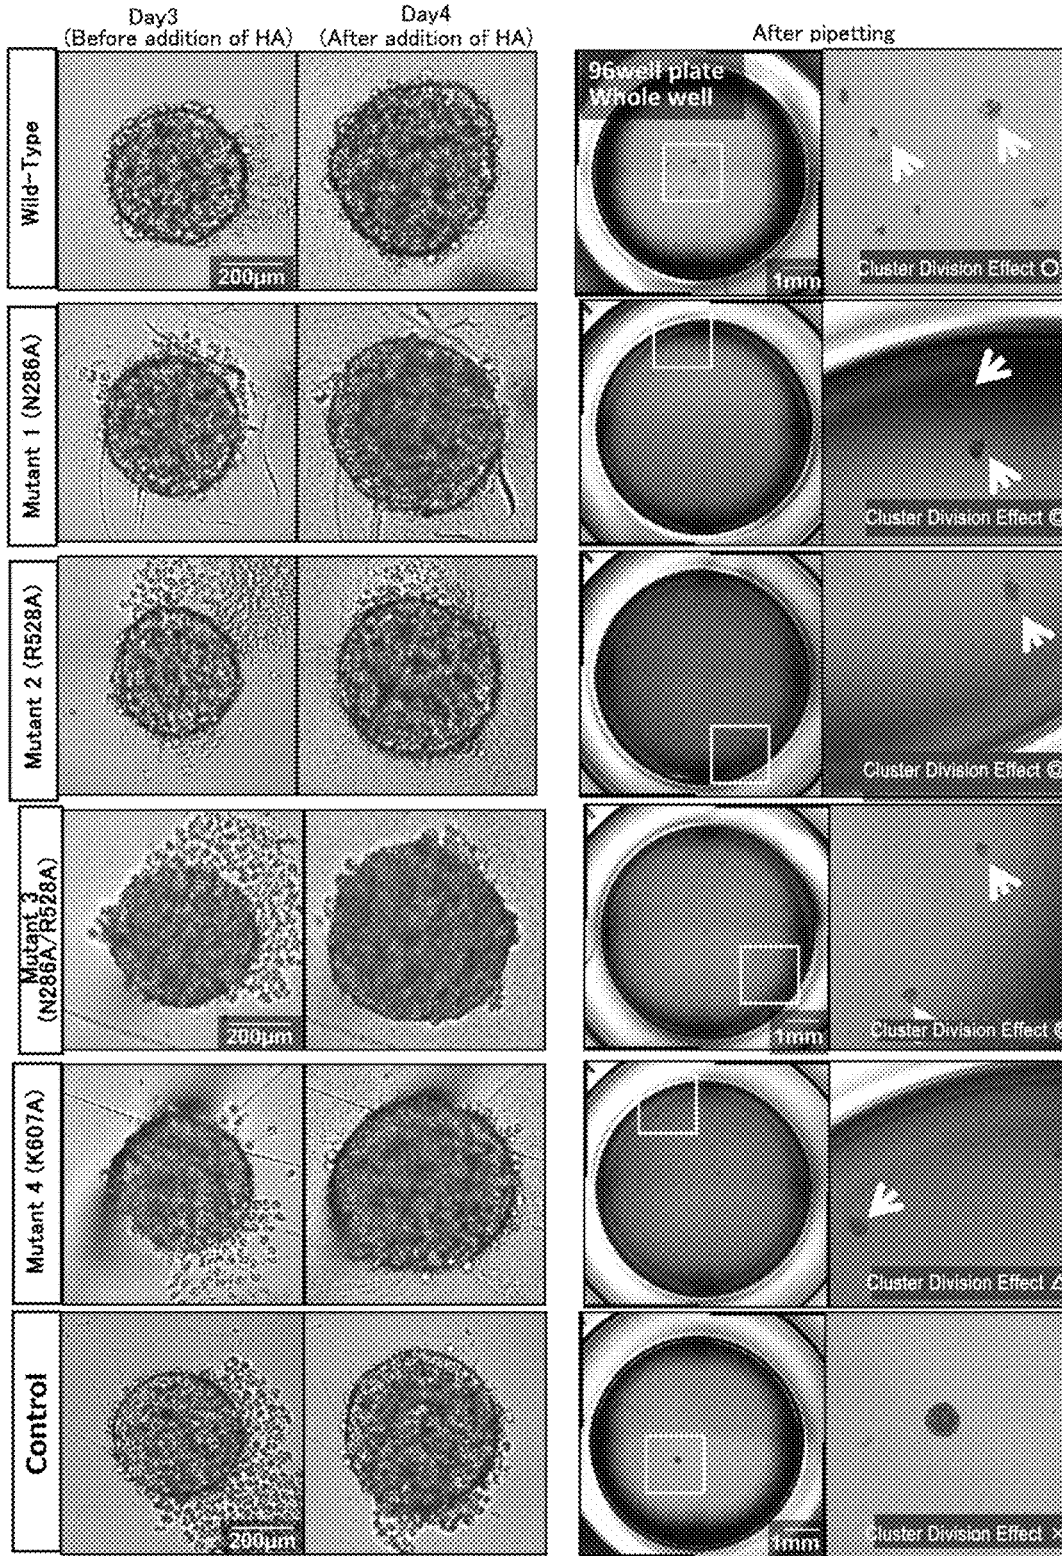 Day3
(Before addition of HA)
Day4
(After addition of HA)
After pipetting
Wild-Type
200μm
96well plate
Whole well
1mm
Cluster Division Effect ○
Mutant 1 (N286A)
Cluster Division Effect ◎
Mutant 2 (R528A)
Cluster Division Effect ◎
Mutant 3
(N286A/R528A)
200μm
1mm
Cluster Division Effect
Mutant 4 (K607A)
Cluster Division Effect
Control
200μm
1mm
Cluster Division Effect